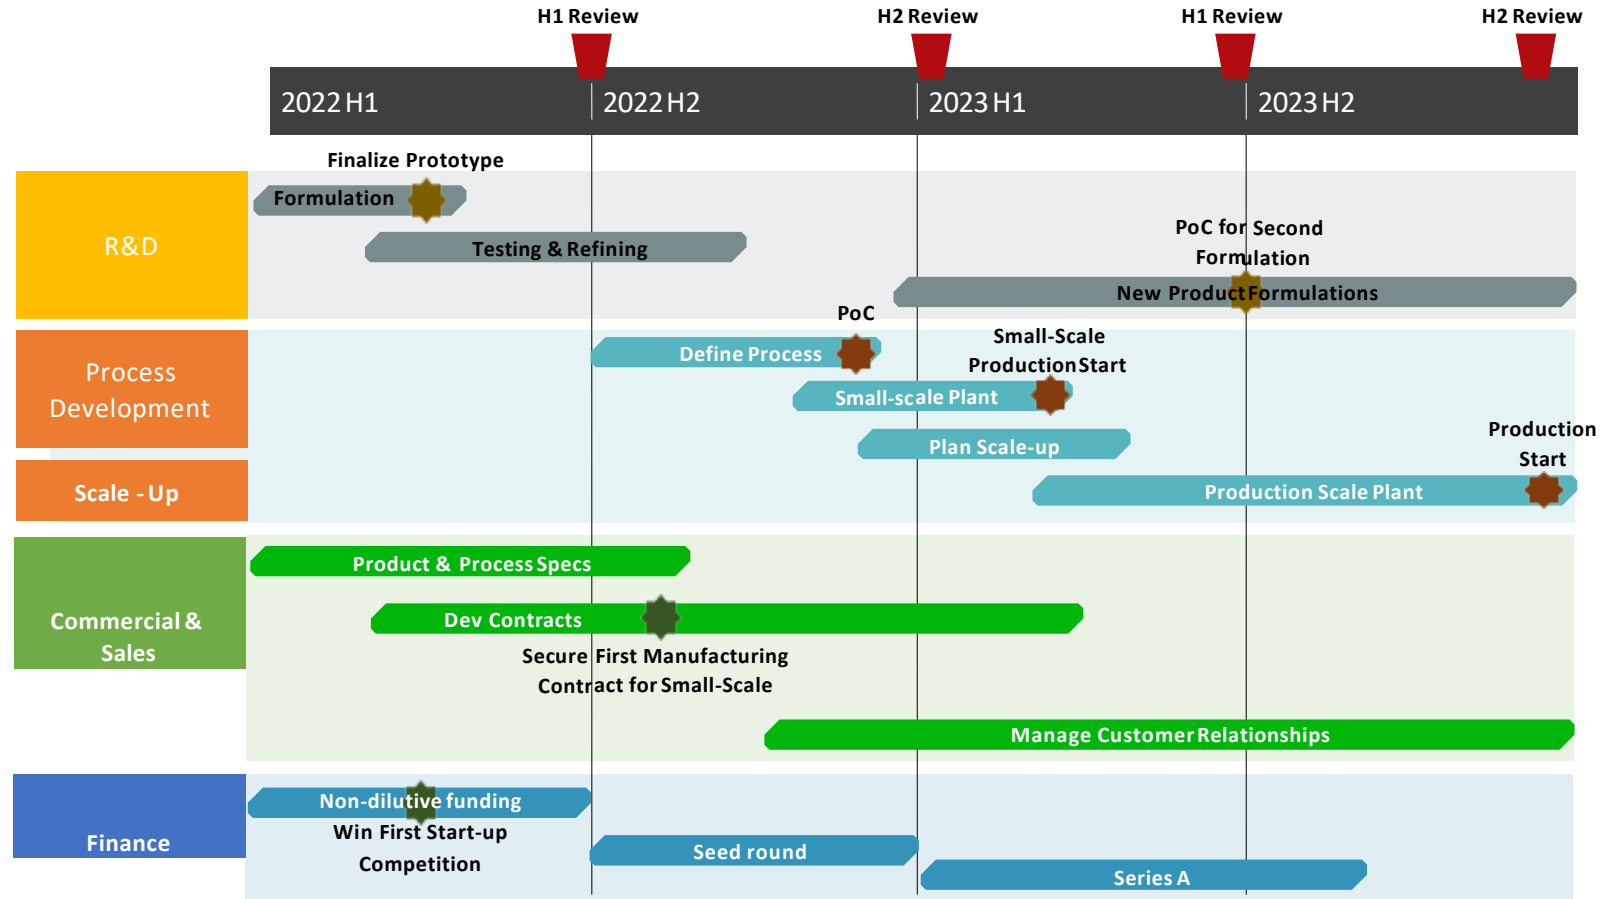 H1 Review
H2 Review
H1 Review
H2 Review
2022 H1
2022 H2
2023 H1
2023 H2
Finalize Prototype
Formulation
R&D
Testing & Refining
PoC for Second
Formulation
New Product Formulations
PoC
Process
Development
Define Process
Small-Scale
Production Start
Small-scale Plant
Plan Scale-up
Production
Start
Scale - Up
Production Scale Plant
Product & Process Specs
Commercial &
Sales
Dev Contracts
Secure First Manufacturing
Contract for Small-Scale
Manage Customer Relationships
Non-dilutive funding
Win First Start-up
Competition
Finance
Seed round
Series A